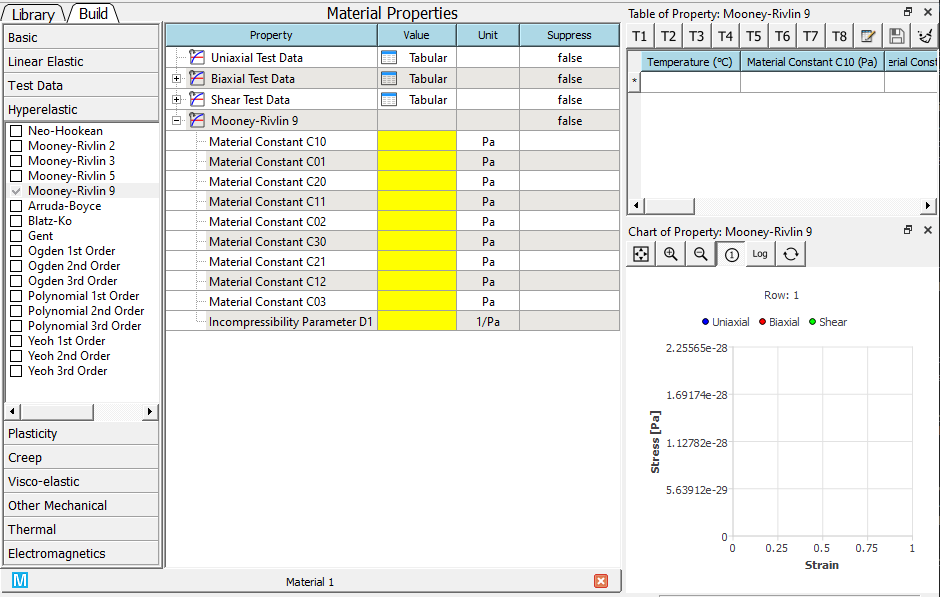 Library
Build
Basic
Linear Elastic
Test Data
Hyperelastic
Neo-Hookean
Mooney-Rivlin 2
Mooney-Rivlin 3
Mooney-Rivlin 5
Mooney-Rivlin 9
Arruda-Boyce
Blatz-Ko
Gent
Ogden 1st Order
Ogden 2nd Order
Ogden 3rd Order
Polynomial 1st Order
Polynomial 2nd Order
Polynomial 3rd Order
Yeoh 1st Order
Yeoh 2nd Order
Yeoh 3rd Order
Plasticity
Creep
Visco-elastic
Other Mechanical
Thermal
Electromagnetics
Material Properties
Property Value Unit Suppress
Uniaxial Test Data Tabular false
Biaxial Test Data Tabular false
Shear Test Data Tabular false
Mooney-Rivlin 9 false
Material Constant C10 Pa
Material Constant C01 Pa
Material Constant C20 Pa
Material Constant C11 Pa
Material Constant C02 Pa
Material Constant C30 Pa
Material Constant C21 Pa
Material Constant C12 Pa
Material Constant C03 Pa
Incompressibility Parameter D1 1/Pa
M Material 1
Table of Property: Mooney-Rivlin 9
T1 T2 T3 T4 T5 T6 T7 T8
Temperature (ºC) Material Constant C10 (Pa) erial Const
*
Chart of Property: Mooney-Rivlin 9
1 Log
Row: 1
Uniaxial Biaxial Shear
2.25565e-28
1.69174e-28
1.12782e-28
5.63912e-29
0
Stress [Pa]
0 0.25 0.5 0.75 1
Strain